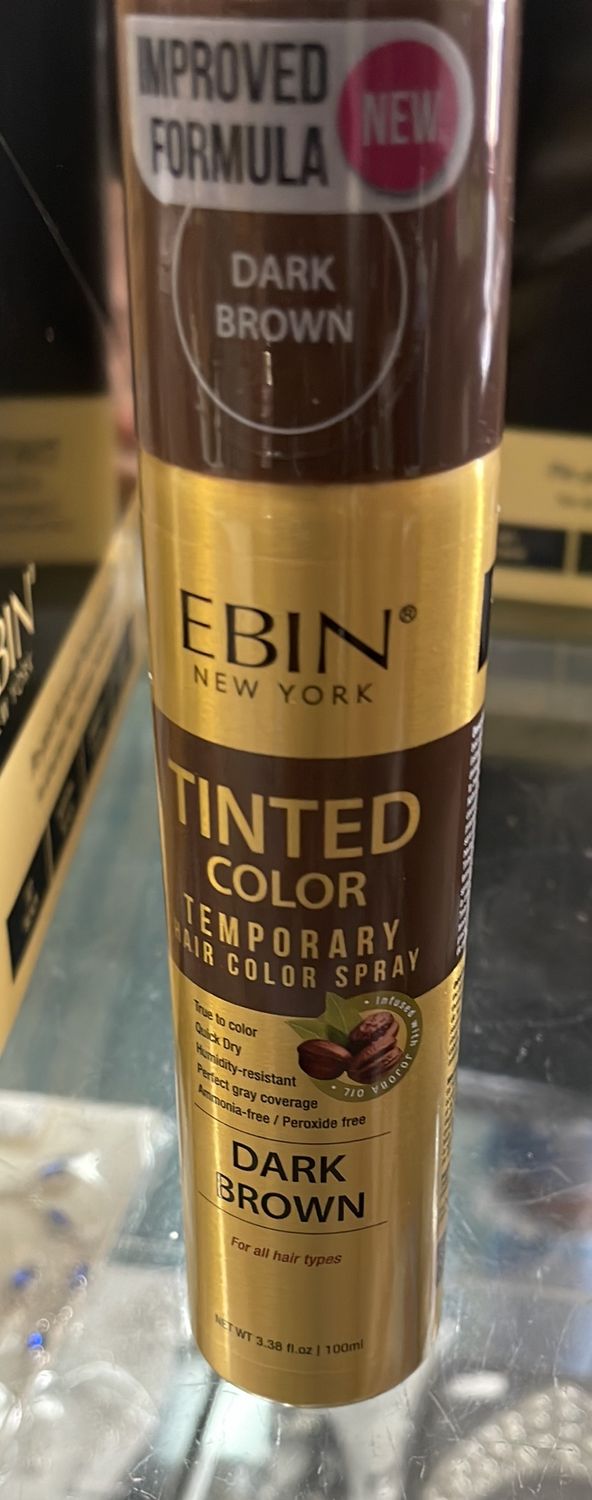 IMPROVED
FORMULA
NEW
DARK
BROWN
EBIN®
NEW YORK
TINTED
COLOR
TEMPORARY
HAIR COLOR SPRAY
True to color
Quick Dry
Humidity-resistant
Perfect gray coverage
Ammonia-free / Peroxide free
• Infused with JOJOBA OIL •
DARK
BROWN
For all hair types
NET WT 3.38 fl.oz | 100ml